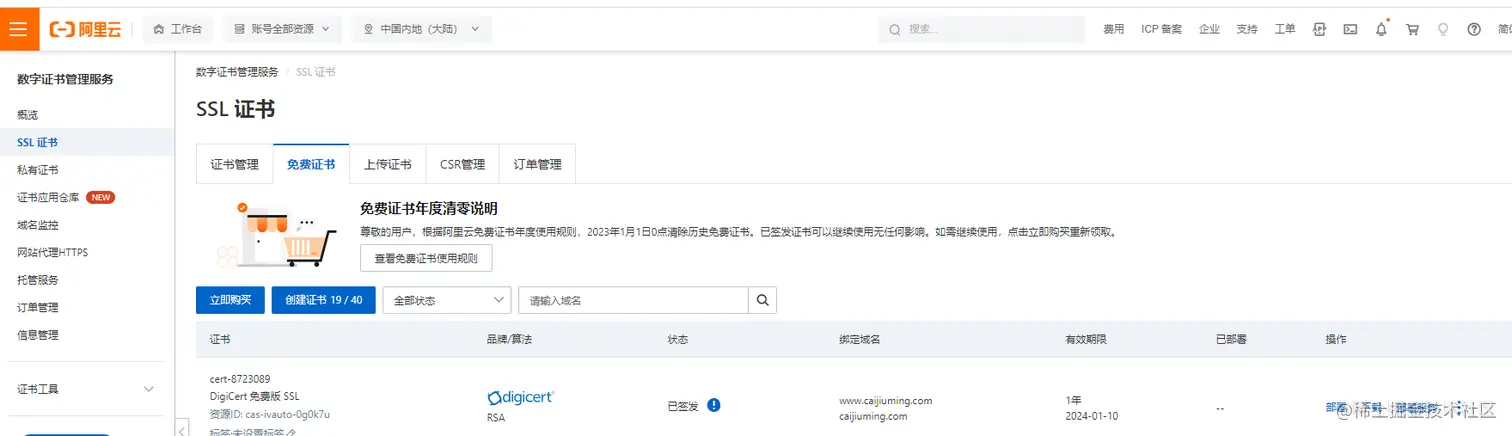 阿里云 工作台 账号全部资源 中国内地（大陆） 搜索... 费用 ICP 备案 企业 支持 工单
数字证书管理服务
概览
SSL 证书
私有证书
证书应用仓库 NEW
域名监控
网站代理HTTPS
托管服务
订单管理
信息管理
证书工具
数字证书管理服务 / SSL 证书
SSL 证书
证书管理 免费证书 上传证书 CSR管理 订单管理
免费证书年度清零说明
尊敬的用户，根据阿里云免费证书年度使用规则，2023年1月1日0点清除历史免费证书。已签发证书可以继续使用无任何影响。如需继续使用，点击立即购买重新领取。
查看免费证书使用规则
立即购买 创建证书 19 / 40 全部状态 请输入域名
证书 品牌/算法 状态 绑定域名 有效期限 已部署 操作
cert-8723089
DigiCert 免费版 SSL
资源ID: cas-ivauto-0g0k7u
标签:未设置标签
digicert
RSA
已签发
www.caijiuming.com
caijiuming.com
1年
2024-01-10
--
部署 下载
@稀土掘金技术社区